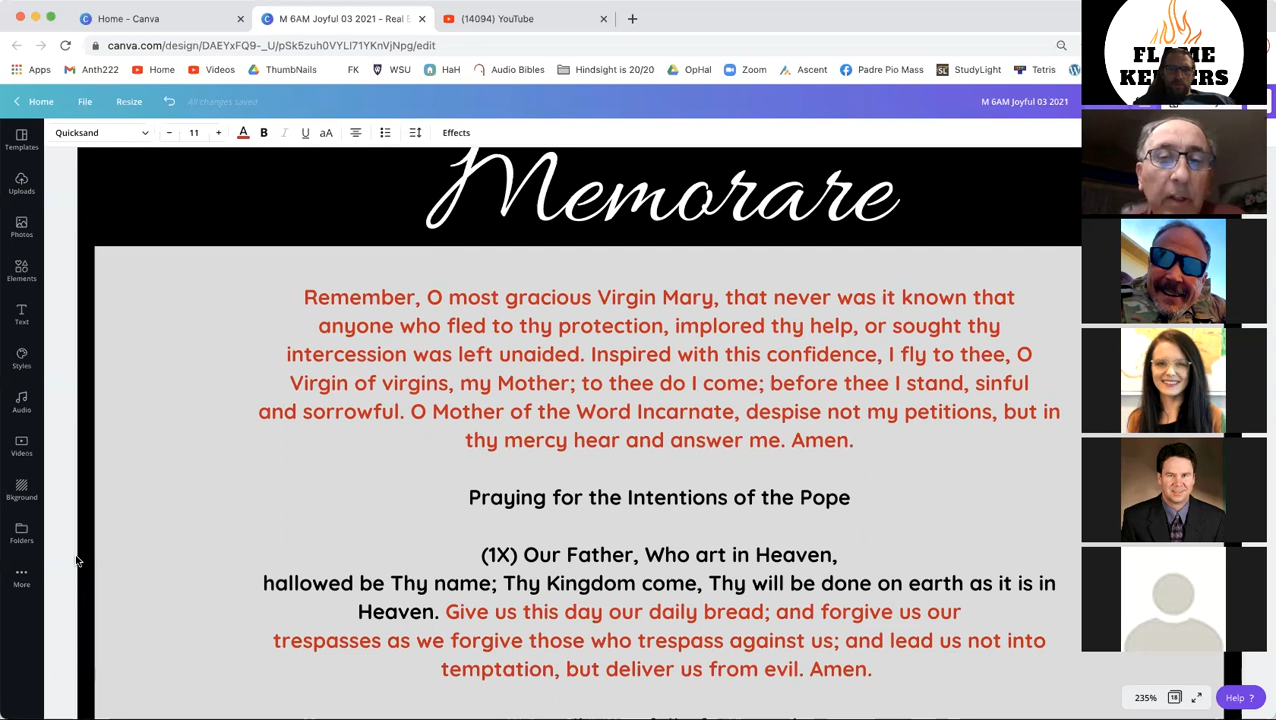 Home - Canva
M 6AM Joyful 03 2021 - Real E
(14094) YouTube
canva.com/design/DAEYxFQ9-_U/pSk5zuh0VYLI71YKnVjNpg/edit
Apps
Anth222
Home
Videos
ThumbNails
FK
WSU
HaH
Audio Bibles
Hindsight is 20/20
OpHal
Zoom
Ascent
Padre Pio Mass
StudyLight
Tetris
FLAME
KEEPERS
Home
File
Resize
All changes saved
M 6AM Joyful 03 2021
Quicksand
11
Effects
Templates
Uploads
Photos
Elements
Text
Styles
Audio
Videos
Bkground
Folders
More
Memorare
Remember, O most gracious Virgin Mary, that never was it known that
anyone who fled to thy protection, implored thy help, or sought thy
intercession was left unaided. Inspired with this confidence, I fly to thee, O
Virgin of virgins, my Mother; to thee do I come; before thee I stand, sinful
and sorrowful. O Mother of the Word Incarnate, despise not my petitions, but in
thy mercy hear and answer me. Amen.
Praying for the Intentions of the Pope
(1X) Our Father, Who art in Heaven,
hallowed be Thy name; Thy Kingdom come, Thy will be done on earth as it is in
Heaven. Give us this day our daily bread; and forgive us our
trespasses as we forgive those who trespass against us; and lead us not into
temptation, but deliver us from evil. Amen.
235%
18
Help ?